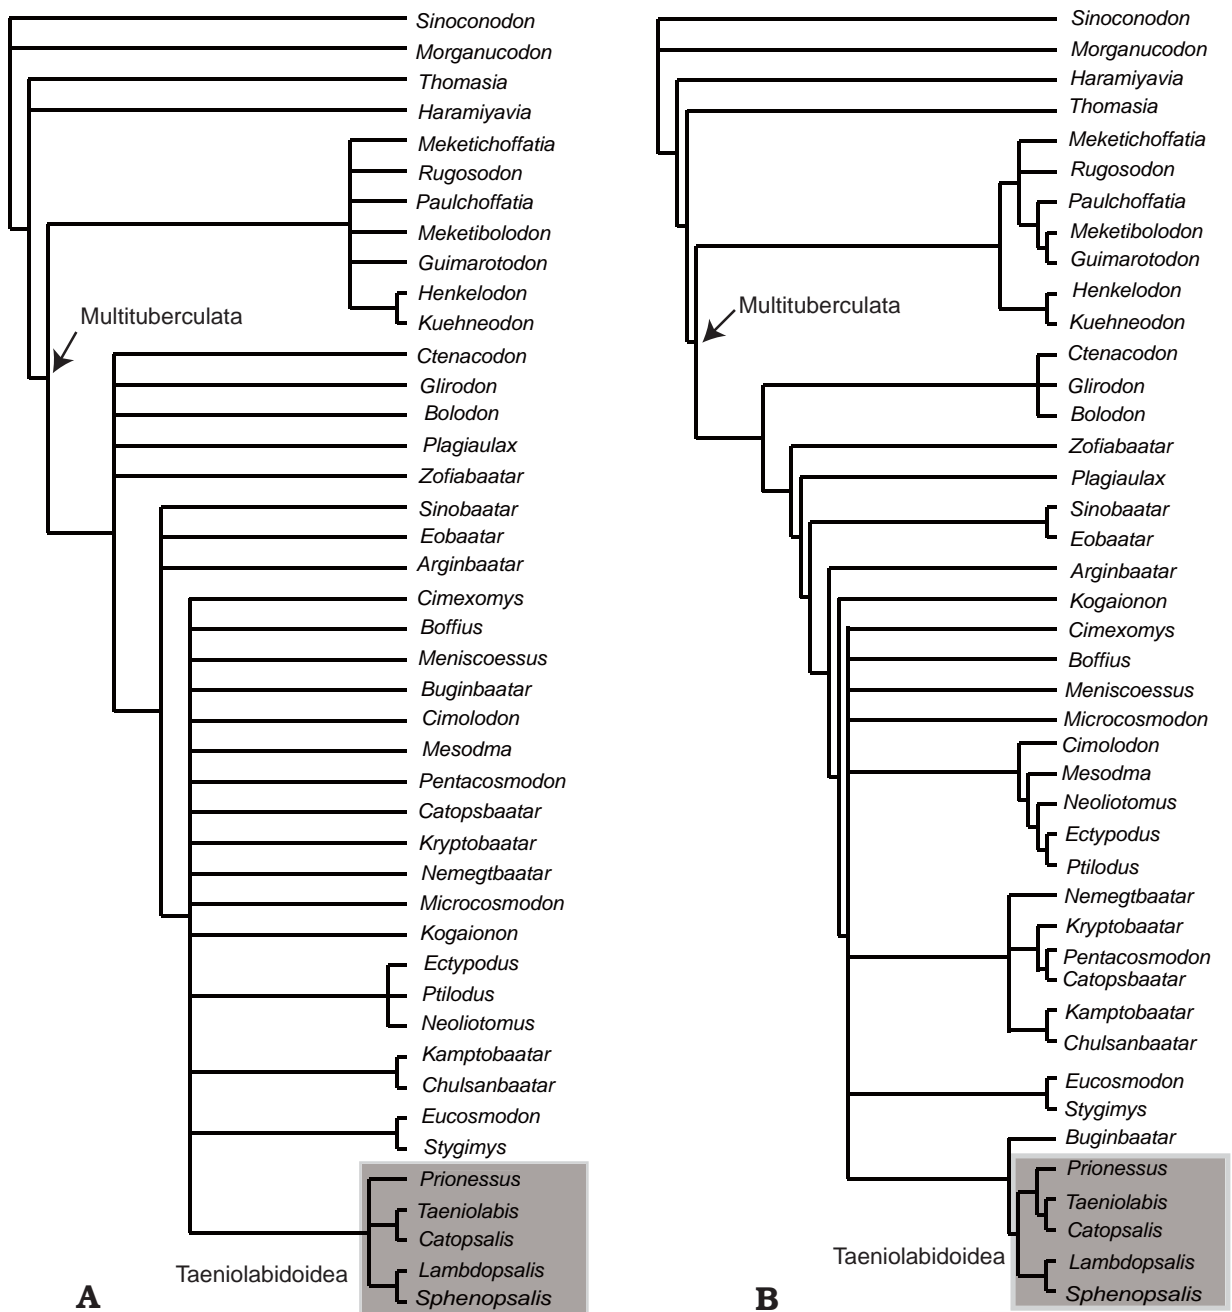 Sinoconodon
Morganucodon
Thomasia
Haramiyavia
Meketichoffatia
Rugosodon
Paulchoffatia
Meketibolodon
Guimarotodon
Henkelodon
Kuehneodon
Multituberculata
Ctenacodon
Glirodon
Bolodon
Plagiaulax
Zofiabaatar
Sinobaatar
Eobaatar
Arginbaatar
Cimexomys
Boffius
Meniscoessus
Buginbaatar
Cimolodon
Mesodma
Pentacosmodon
Catopsbaatar
Kryptobaatar
Nemegtbaatar
Microcosmodon
Kogaionon
Ectypodus
Ptilodus
Neoliotomus
Kamptobaatar
Chulsanbaatar
Eucosmodon
Stygimys
Prionessus
Taeniolabis
Catopsalis
Lambdopsalis
Sphenopsalis
Taeniolabidoidea
A
Sinoconodon
Morganucodon
Haramiyavia
Thomasia
Meketichoffatia
Rugosodon
Paulchoffatia
Meketibolodon
Guimarotodon
Henkelodon
Kuehneodon
Multituberculata
Ctenacodon
Glirodon
Bolodon
Zofiabaatar
Plagiaulax
Sinobaatar
Eobaatar
Arginbaatar
Kogaionon
Cimexomys
Boffius
Meniscoessus
Microcosmodon
Cimolodon
Mesodma
Neoliotomus
Ectypodus
Ptilodus
Nemegtbaatar
Kryptobaatar
Pentacosmodon
Catopsbaatar
Kamptobaatar
Chulsanbaatar
Eucosmodon
Stygimys
Buginbaatar
Prionessus
Taeniolabis
Catopsalis
Lambdopsalis
Sphenopsalis
Taeniolabidoidea
B